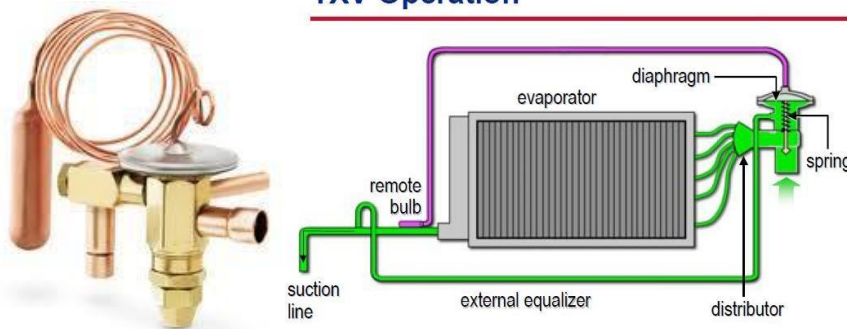 TXV Operation
diaphragm
evaporator
spring
remote
bulb
suction
line
external equalizer
distributor